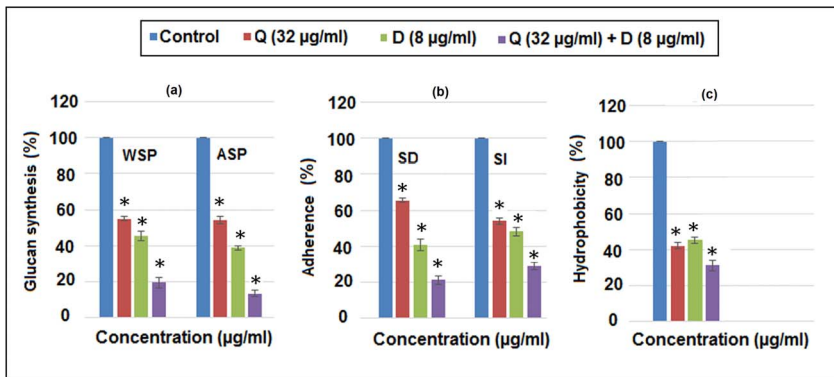 Control Q (32 µg/ml) D (8 µg/ml) Q (32 µg/ml) + D (8 µg/ml)
(a)
Glucan synthesis (%)
120
100
80
60
40
20
0
WSP ASP
* * * * * *
Concentration (µg/ml)
(b)
Adherence (%)
120
100
80
60
40
20
0
SD SI
* * * * * *
Concentration (µg/ml)
(c)
Hydrophobicity (%)
120
100
80
60
40
20
0
* * *
Concentration (µg/ml)